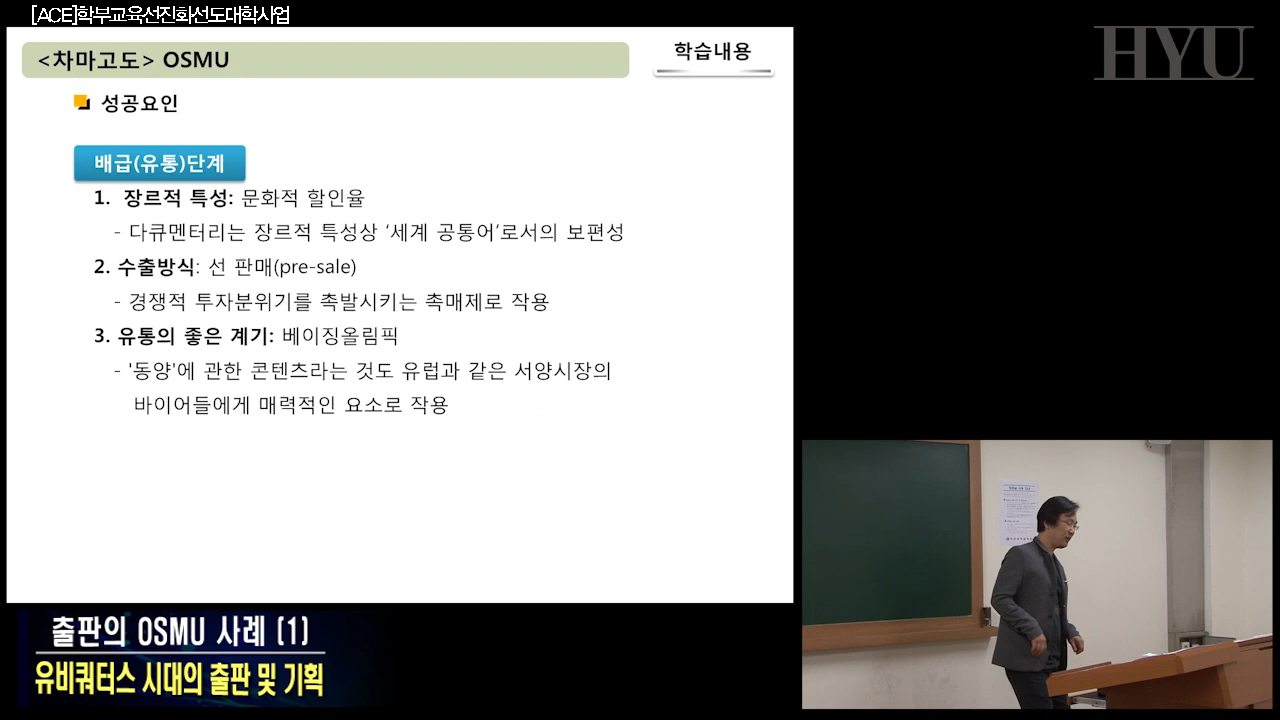 [ACE]학부교육선진화선도대학사업
<차마고도> OSMU
학습내용
HYU
성공요인
배급(유통)단계
1. 장르적 특성: 문화적 할인율
- 다큐멘터리는 장르적 특성상 '세계 공통어'로서의 보편성
2. 수출방식: 선 판매(pre-sale)
- 경쟁적 투자분위기를 촉발시키는 촉매제로 작용
3. 유통의 좋은 계기: 베이징올림픽
- '동양'에 관한 콘텐츠라는 것도 유럽과 같은 서양시장의
바이어들에게 매력적인 요소로 작용
출판의 OSMU 사례 (1)
유비쿼터스 시대의 출판 및 기획